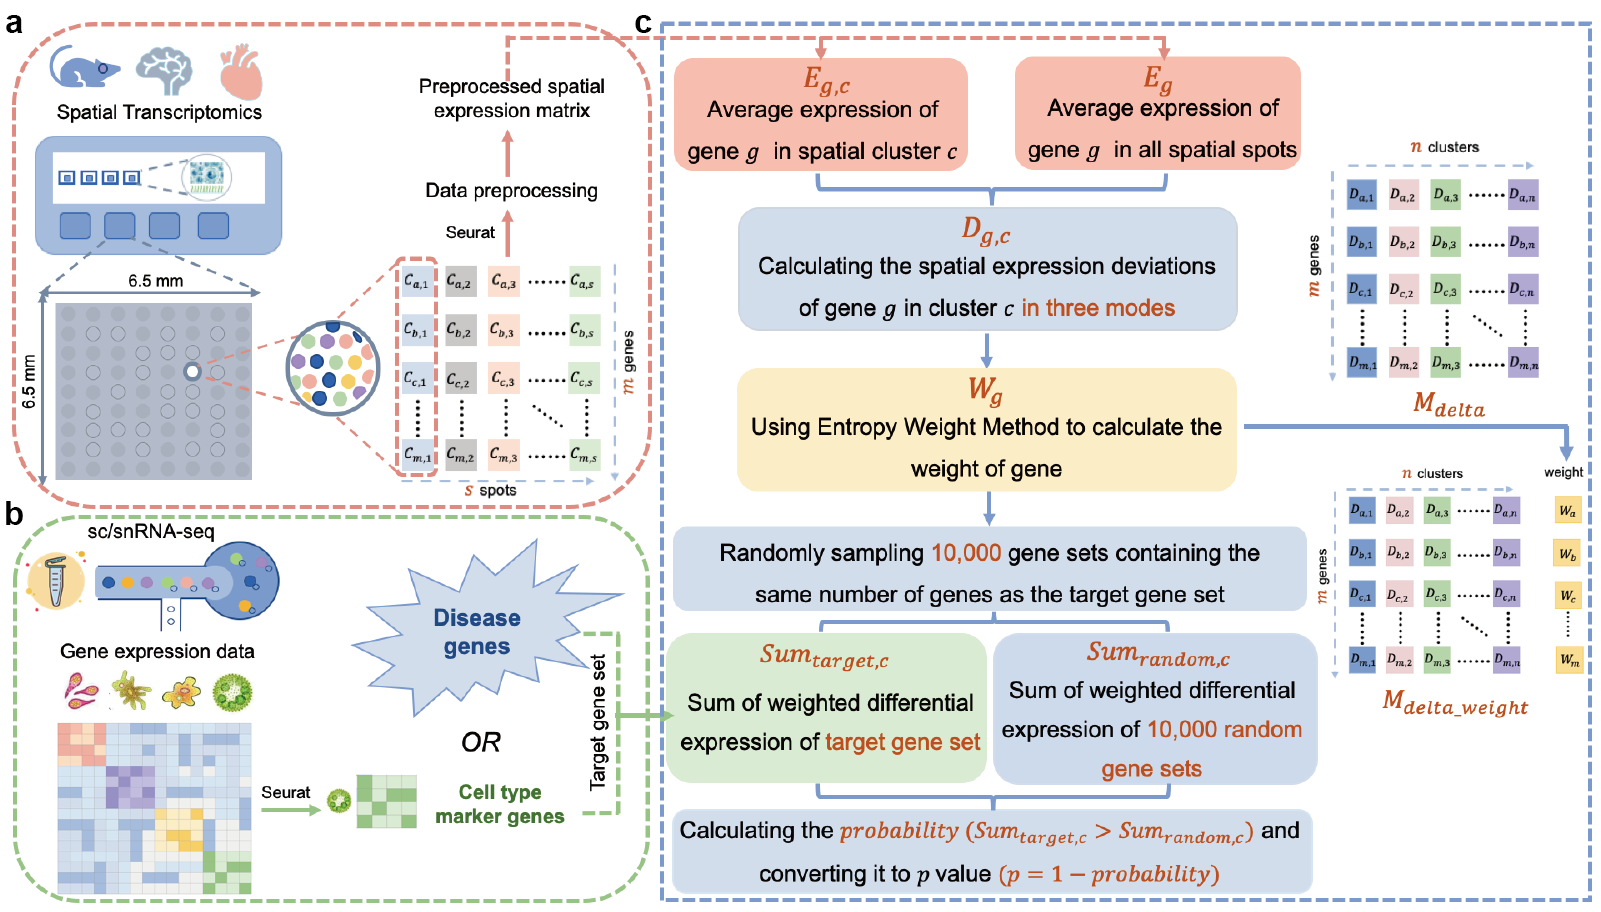 a
Spatial Transcriptomics
6.5 mm
6.5 mm
Preprocessed spatial
expression matrix
Data preprocessing
Seurat
C_{a,1} C_{a,2} C_{a,3} ······ C_{a,s}
C_{b,1} C_{b,2} C_{b,3} ······ C_{b,s}
C_{c,1} C_{c,2} C_{c,3} ······ C_{c,s}
C_{m,1} C_{m,2} C_{m,3} ······ C_{m,s}
m genes
s spots
b
sc/snRNA-seq
Gene expression data
Seurat
Disease
genes
OR
Cell type
marker genes
Target gene set
c
E_{g,c}
Average expression of
gene g in spatial cluster c
E_g
Average expression of
gene g in all spatial spots
D_{g,c}
Calculating the spatial expression deviations
of gene g in cluster c in three modes
W_g
Using Entropy Weight Method to calculate the
weight of gene
Randomly sampling 10,000 gene sets containing the
same number of genes as the target gene set
Sum_{target,c}
Sum of weighted differential
expression of target gene set
Sum_{random,c}
Sum of weighted differential
expression of 10,000 random
gene sets
Calculating the probability (Sum_{target,c} > Sum_{random,c}) and
converting it to p value (p = 1 − probability)
n clusters
m genes
D_{a,1} D_{a,2} D_{a,3} ······ D_{a,n}
D_{b,1} D_{b,2} D_{b,3} ······ D_{b,n}
D_{c,1} D_{c,2} D_{c,3} ······ D_{c,n}
D_{m,1} D_{m,2} D_{m,3} ······ D_{m,n}
M_{delta}
n clusters
weight
m genes
D_{a,1} D_{a,2} D_{a,3} ······ D_{a,n} W_a
D_{b,1} D_{b,2} D_{b,3} ······ D_{b,n} W_b
D_{c,1} D_{c,2} D_{c,3} ······ D_{c,n} W_c
D_{m,1} D_{m,2} D_{m,3} ······ D_{m,n} W_m
M_{delta_weight}